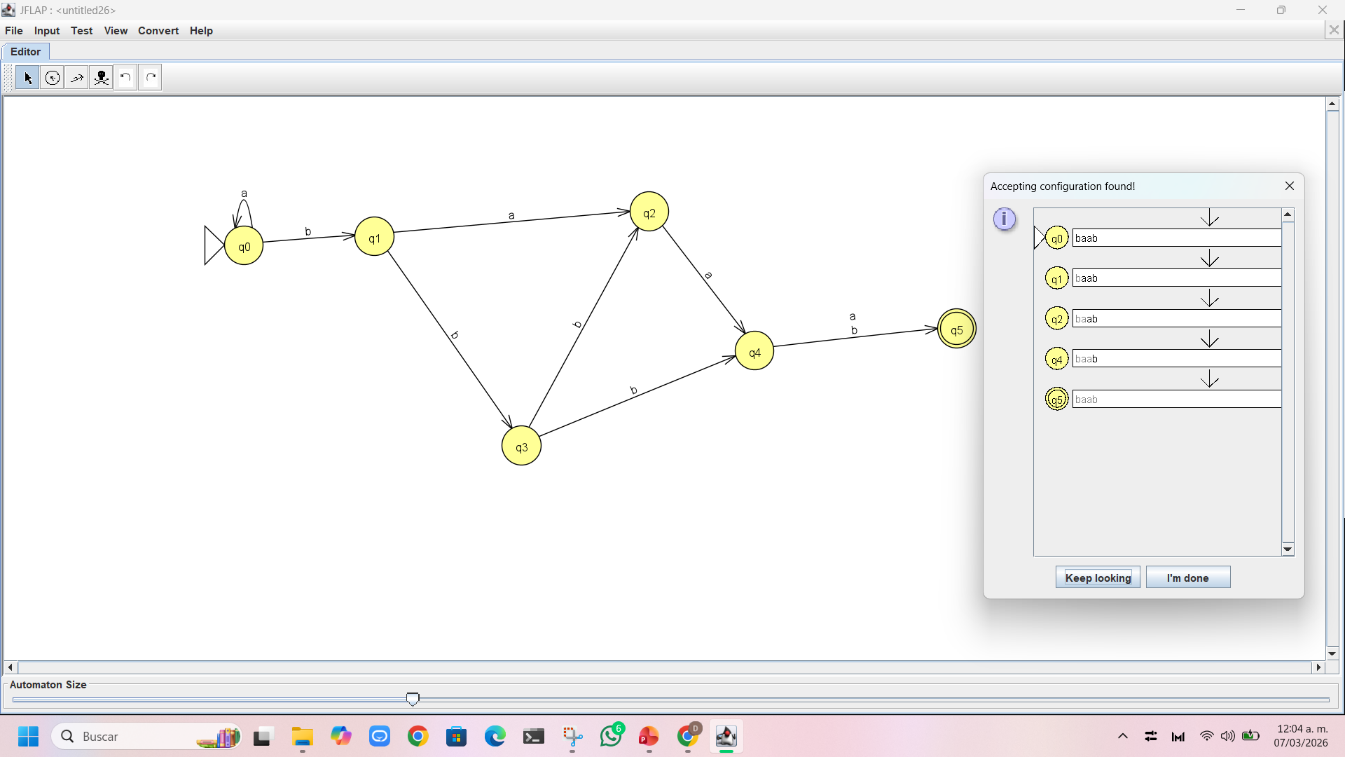 JFLAP : <untitled26>
File Input Test View Convert Help
Editor
a
q0
b
q1
a
q2
b
b
a
q3
b
q4
a
b
q5
Accepting configuration found!
q0 baab
q1 baab
q2 baab
q4 baab
q5 baab
Keep looking I'm done
Automaton Size
Buscar
6
D
12:04 a. m.
07/03/2026